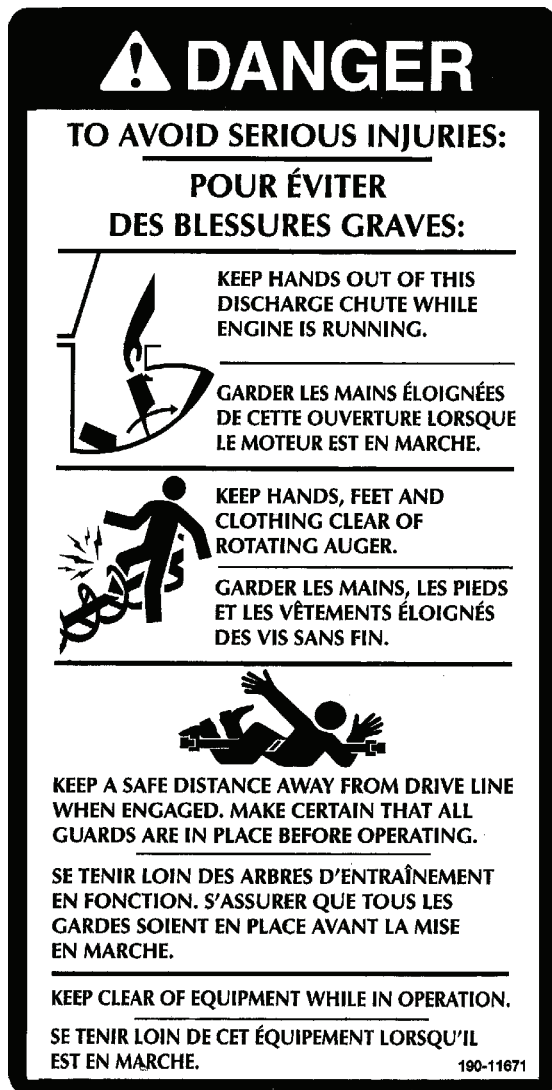 DANGER
TO AVOID SERIOUS INJURIES:
POUR ÉVITER
DES BLESSURES GRAVES:
KEEP HANDS OUT OF THIS
DISCHARGE CHUTE WHILE
ENGINE IS RUNNING.
GARDER LES MAINS ÉLOIGNÉES
DE CETTE OUVERTURE LORSQUE
LE MOTEUR EST EN MARCHE.
KEEP HANDS, FEET AND
CLOTHING CLEAR OF
ROTATING AUGER.
GARDER LES MAINS, LES PIEDS
ET LES VÊTEMENTS ÉLOIGNÉS
DES VIS SANS FIN.
KEEP A SAFE DISTANCE AWAY FROM DRIVE LINE
WHEN ENGAGED. MAKE CERTAIN THAT ALL
GUARDS ARE IN PLACE BEFORE OPERATING.
SE TENIR LOIN DES ARBRES D'ENTRAÎNEMENT
EN FONCTION. S'ASSURER QUE TOUS LES
GARDES SOIENT EN PLACE AVANT LA MISE
EN MARCHE.
KEEP CLEAR OF EQUIPMENT WHILE IN OPERATION.
SE TENIR LOIN DE CET ÉQUIPEMENT LORSQU'IL
EST EN MARCHE.
190-11671